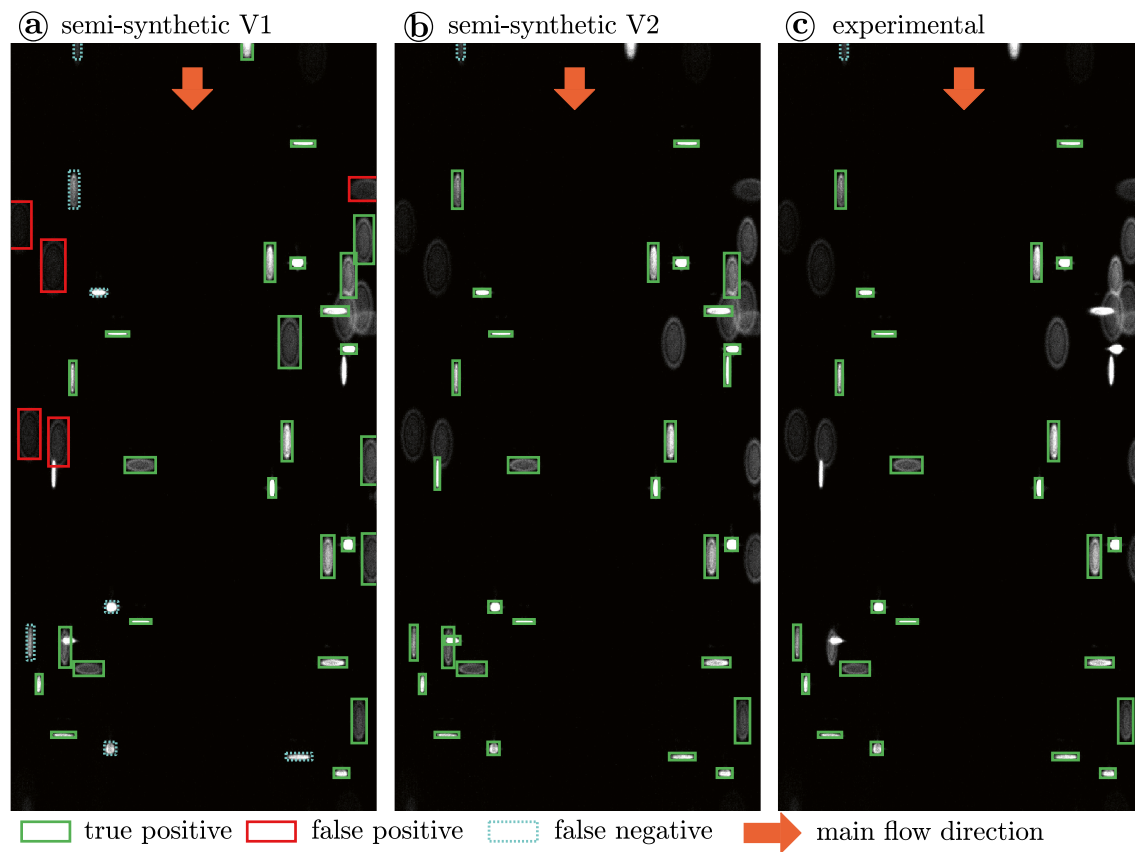 ⓐ semi-synthetic V1
ⓑ semi-synthetic V2
ⓒ experimental
true positive
false positive
false negative
main flow direction